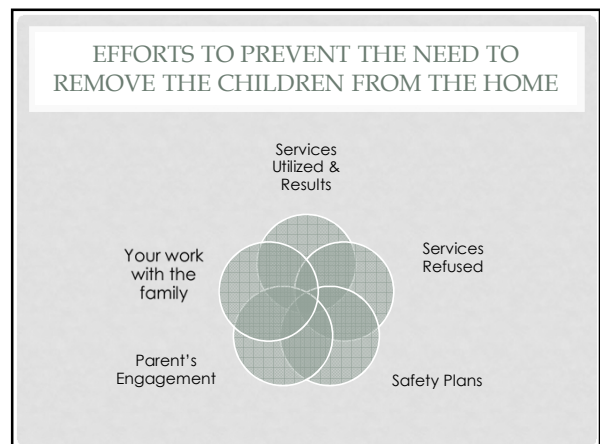 EFFORTS TO PREVENT THE NEED TO
REMOVE THE CHILDREN FROM THE HOME
Services
Utilized &
Results
Services
Refused
Safety Plans
Parent’s
Engagement
Your work
with the
family